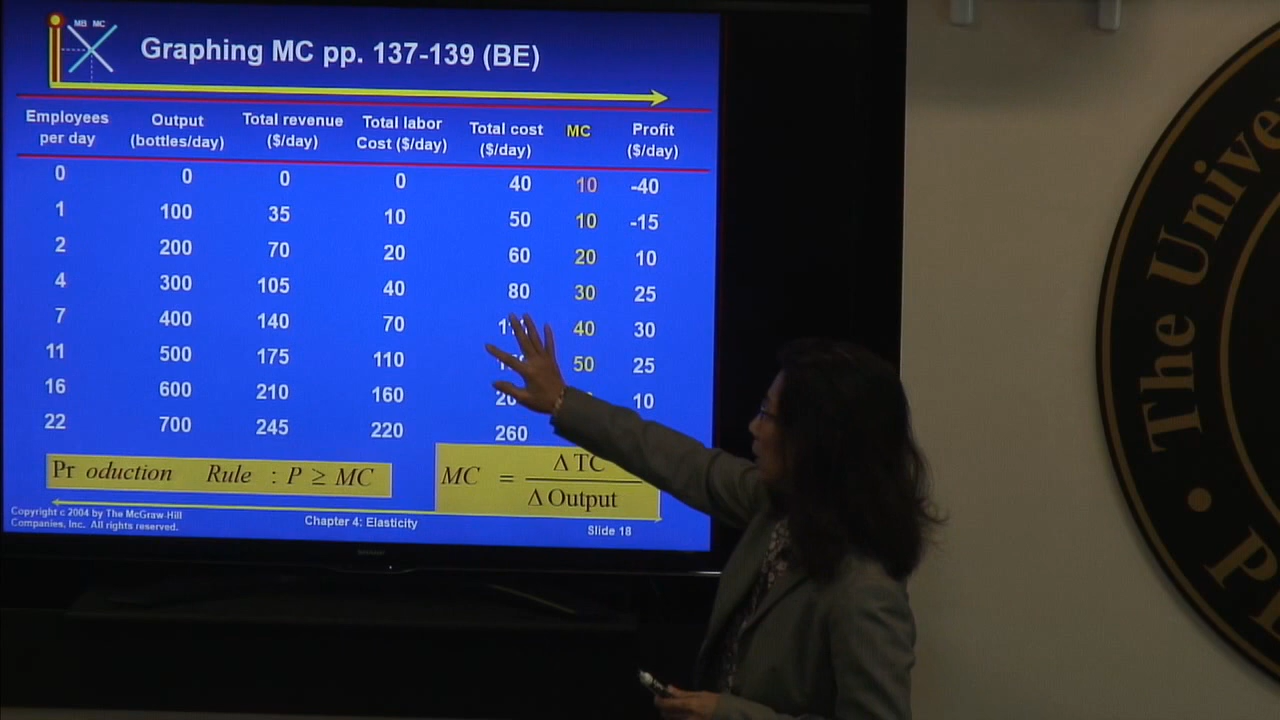 MB MC
Graphing MC pp. 137-139 (BE)
Employees per day Output (bottles/day) Total revenue ($/day) Total labor Cost ($/day) Total cost ($/day) MC Profit ($/day)
0 0 0 0 40 10 -40
1 100 35 10 50 10 -15
2 200 70 20 60 20 10
4 300 105 40 80 30 25
7 400 140 70 40 30
11 500 175 110 50 25
16 600 210 160 10
22 700 245 220 260
Pr oduction Rule : P ≥ MC
MC = Δ TC / Δ Output
Copyright c 2004 by The McGraw-Hill
Companies, Inc. All rights reserved.
Chapter 4: Elasticity
Slide 18
The